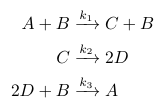 A + B \xrightarrow{k_1} C + B
C \xrightarrow{k_2} 2D
2D + B \xrightarrow{k_3} A